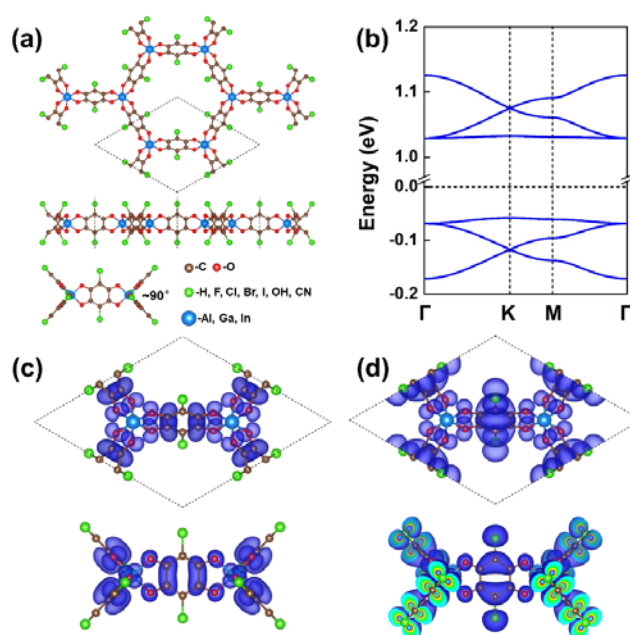 (a)
-C -O
~90°
-H, F, Cl, Br, I, OH, CN
-Al, Ga, In
(b)
Energy (eV)
1.2
1.1
1.0
0.0
-0.1
-0.2
Γ K M Γ
(c)
(d)